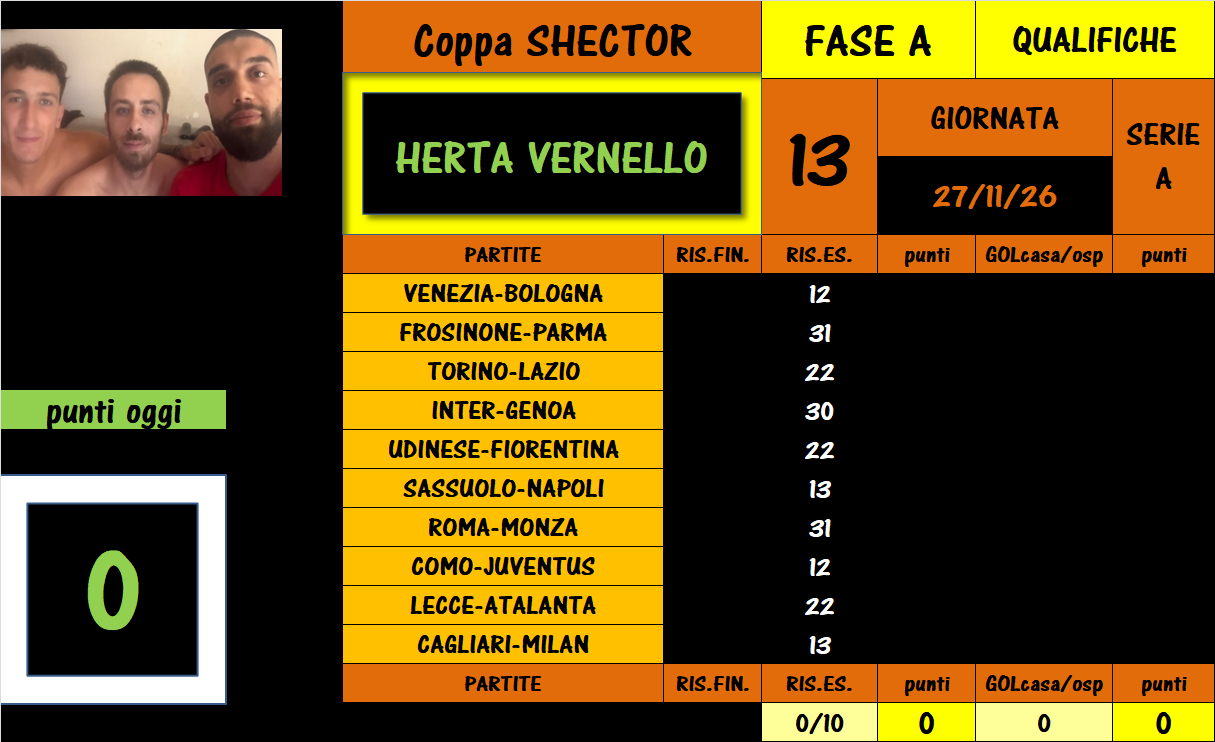 Coppa SHECTOR
FASE A
QUALIFICHE
HERTA VERNELLO
13
GIORNATA
27/11/26
SERIE
A
PARTITE RIS.FIN. RIS.ES. punti GOLcasa/osp punti
VENEZIA-BOLOGNA 12
FROSINONE-PARMA 31
TORINO-LAZIO 22
INTER-GENOA 30
UDINESE-FIORENTINA 22
SASSUOLO-NAPOLI 13
ROMA-MONZA 31
COMO-JUVENTUS 12
LECCE-ATALANTA 22
CAGLIARI-MILAN 13
PARTITE RIS.FIN. RIS.ES. punti GOLcasa/osp punti
0/10 0 0 0
punti oggi
0